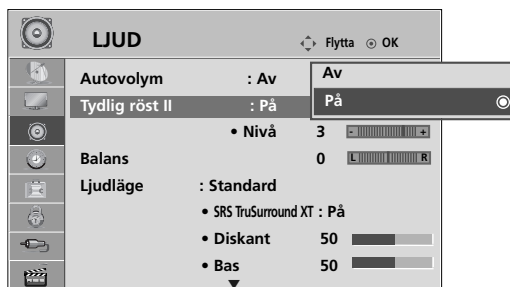 LJUD
Flytta OK
Autovolym : Av
Av
Tydlig röst II : På
På
• Nivå 3 - +
Balans 0 L R
Ljudläge : Standard
• SRS TruSurround XT : På
• Diskant 50
• Bas 50